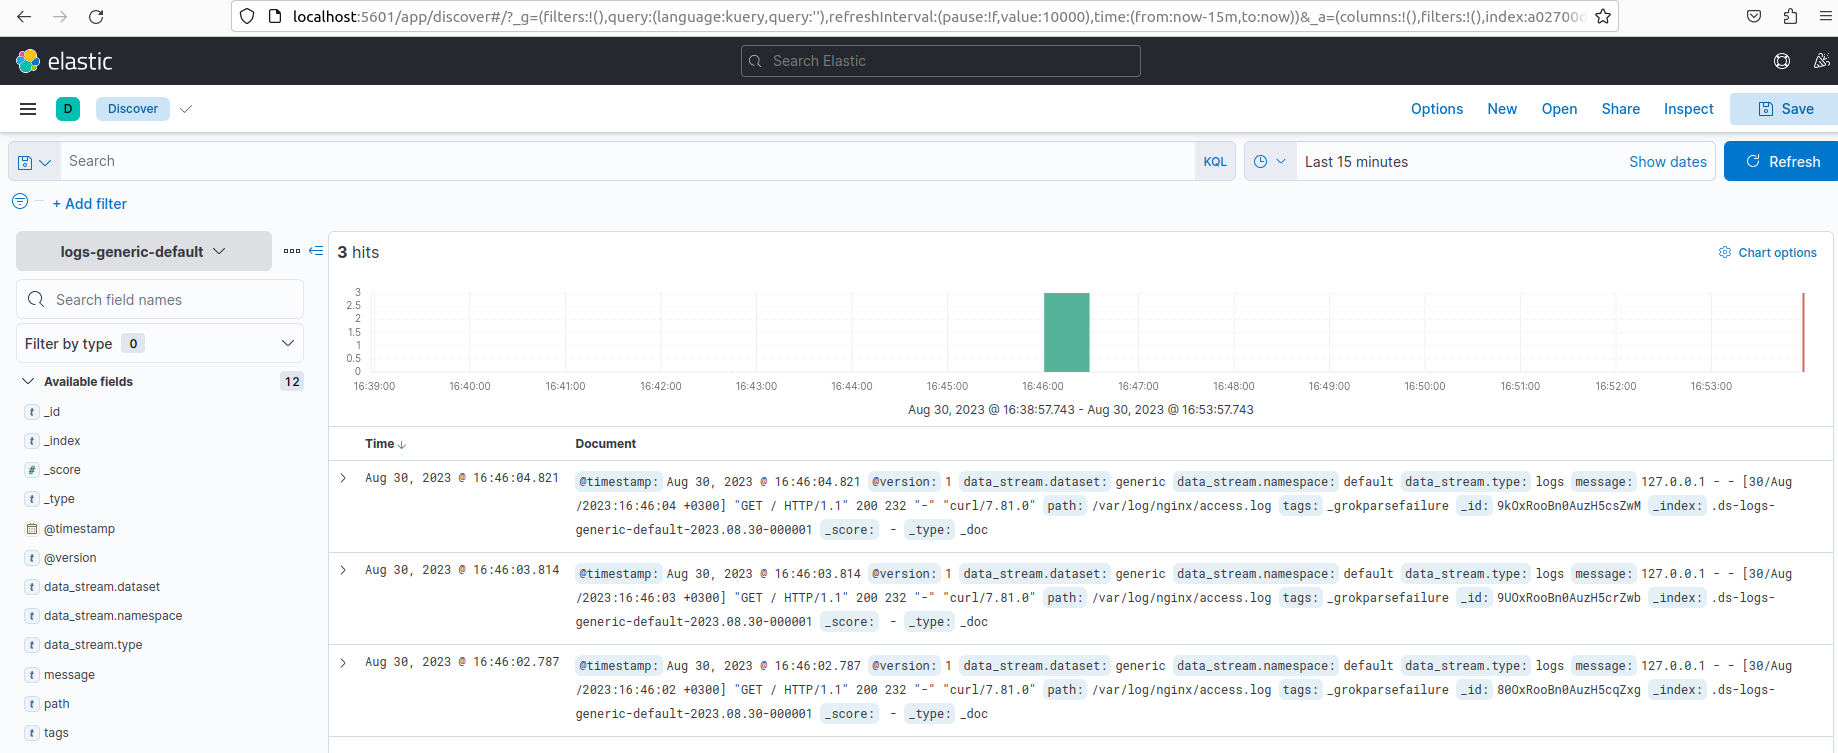 localhost:5601/app/discover#/?_g=(filters:!(),query:(language:kuery,query:''),refreshInterval:(pause:!f,value:10000),time:(from:now-15m,to:now))&_a=(columns:!(),filters:!(),index:a02700
elastic
Search Elastic
D Discover Options New Open Share Inspect Save
Search KQL Last 15 minutes Show dates Refresh
+ Add filter
logs-generic-default
Search field names
Filter by type 0
Available fields 12
_id
_index
_score
_type
@timestamp
@version
data_stream.dataset
data_stream.namespace
data_stream.type
message
path
tags
3 hits Chart options
3
2.5
2
1.5
1
0.5
0
16:39:00 16:40:00 16:41:00 16:42:00 16:43:00 16:44:00 16:45:00 16:46:00 16:47:00 16:48:00 16:49:00 16:50:00 16:51:00 16:52:00 16:53:00
Aug 30, 2023 @ 16:38:57.743 - Aug 30, 2023 @ 16:53:57.743
Time Document
Aug 30, 2023 @ 16:46:04.821 @timestamp: Aug 30, 2023 @ 16:46:04.821 @version: 1 data_stream.dataset: generic data_stream.namespace: default data_stream.type: logs message: 127.0.0.1 - - [30/Aug
/2023:16:46:04 +0300] "GET / HTTP/1.1" 200 232 "-" "curl/7.81.0" path: /var/log/nginx/access.log tags: _grokparsefailure _id: 9kOxRooBn0AuzH5csZwM _index: .ds-logs-
generic-default-2023.08.30-000001 _score: - _type: _doc
Aug 30, 2023 @ 16:46:03.814 @timestamp: Aug 30, 2023 @ 16:46:03.814 @version: 1 data_stream.dataset: generic data_stream.namespace: default data_stream.type: logs message: 127.0.0.1 - - [30/Aug
/2023:16:46:03 +0300] "GET / HTTP/1.1" 200 232 "-" "curl/7.81.0" path: /var/log/nginx/access.log tags: _grokparsefailure _id: 9UOxRooBn0AuzH5crZwb _index: .ds-logs-
generic-default-2023.08.30-000001 _score: - _type: _doc
Aug 30, 2023 @ 16:46:02.787 @timestamp: Aug 30, 2023 @ 16:46:02.787 @version: 1 data_stream.dataset: generic data_stream.namespace: default data_stream.type: logs message: 127.0.0.1 - - [30/Aug
/2023:16:46:02 +0300] "GET / HTTP/1.1" 200 232 "-" "curl/7.81.0" path: /var/log/nginx/access.log tags: _grokparsefailure _id: 80OxRooBn0AuzH5cqZxg _index: .ds-logs-
generic-default-2023.08.30-000001 _score: - _type: _doc